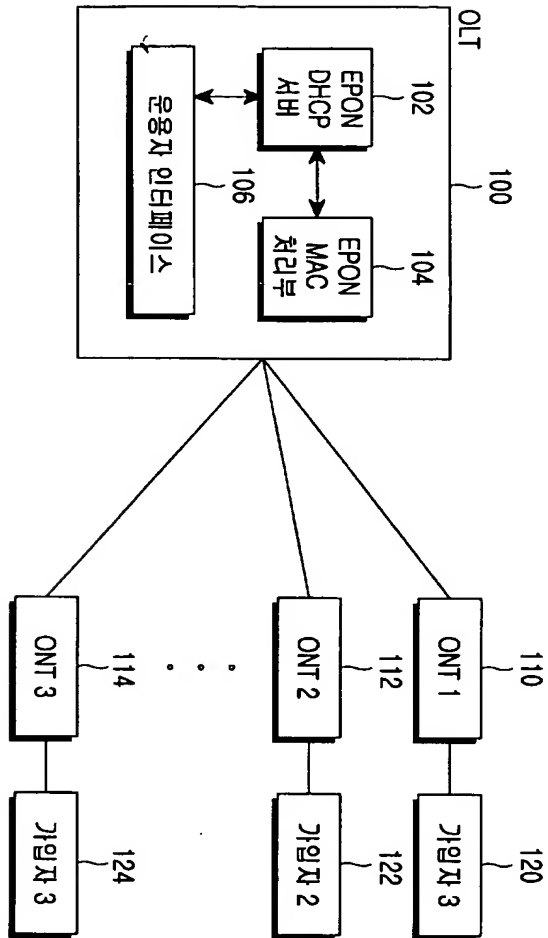 OLT
100
EPON
DHCP
서버
102
EPON
MAC
처리부
104
운용자 인터페이스
106
ONT 1
110
가입자 3
120
ONT 2
112
가입자 2
122
ONT 3
114
가입자 3
124